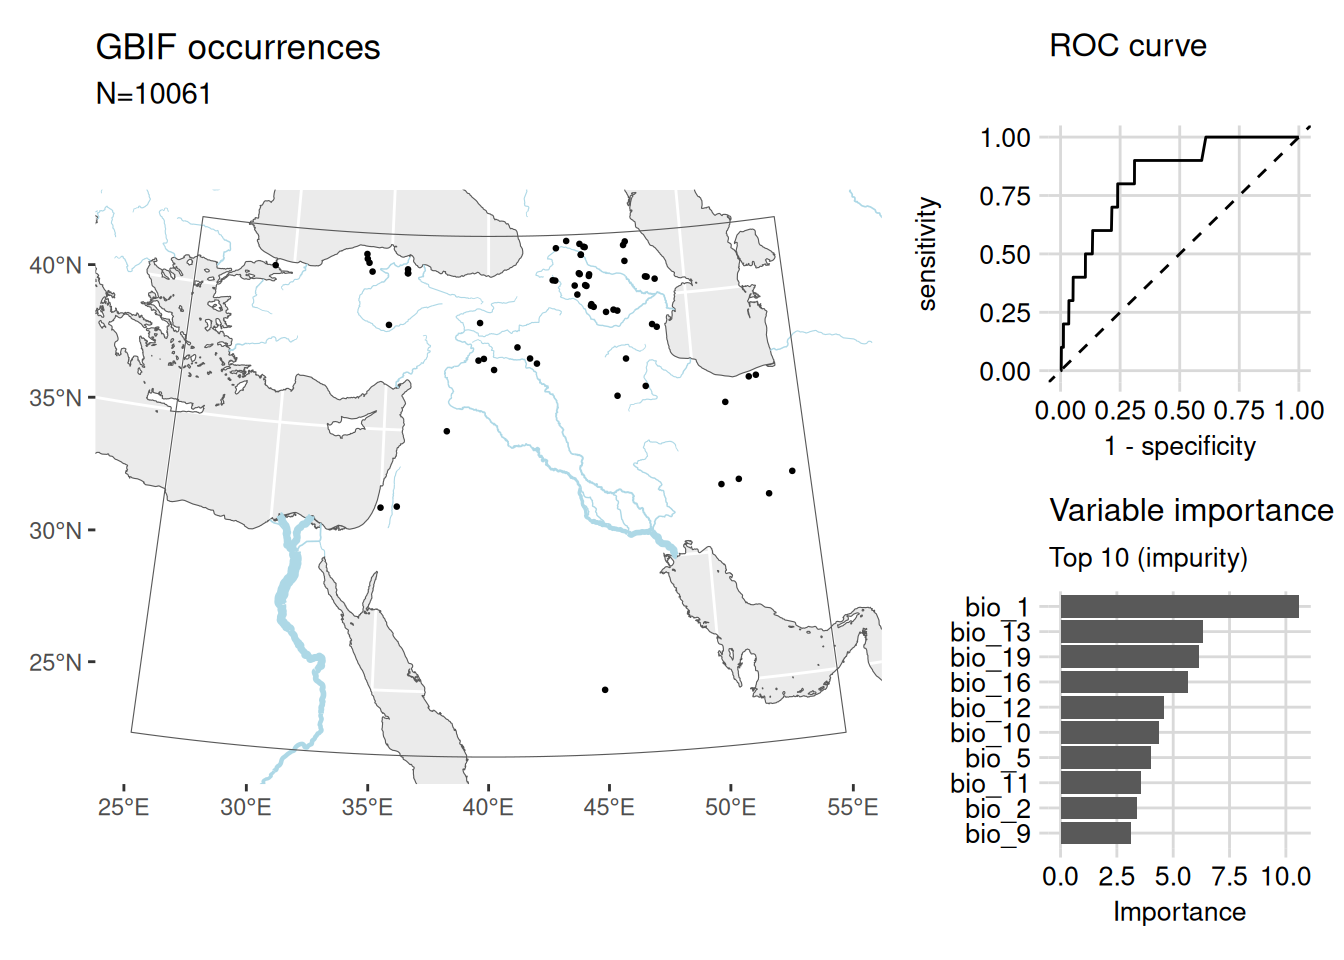 GBIF occurrences
N=10061
40°N
35°N
30°N
25°N
25°E 30°E 35°E 40°E 45°E 50°E 55°E
ROC curve
sensitivity
1.00
0.75
0.50
0.25
0.00
0.00 0.25 0.50 0.75 1.00
1 - specificity
Variable importance
Top 10 (impurity)
bio_1
bio_13
bio_19
bio_16
bio_12
bio_10
bio_5
bio_11
bio_2
bio_9
0.0 2.5 5.0 7.5 10.0
Importance